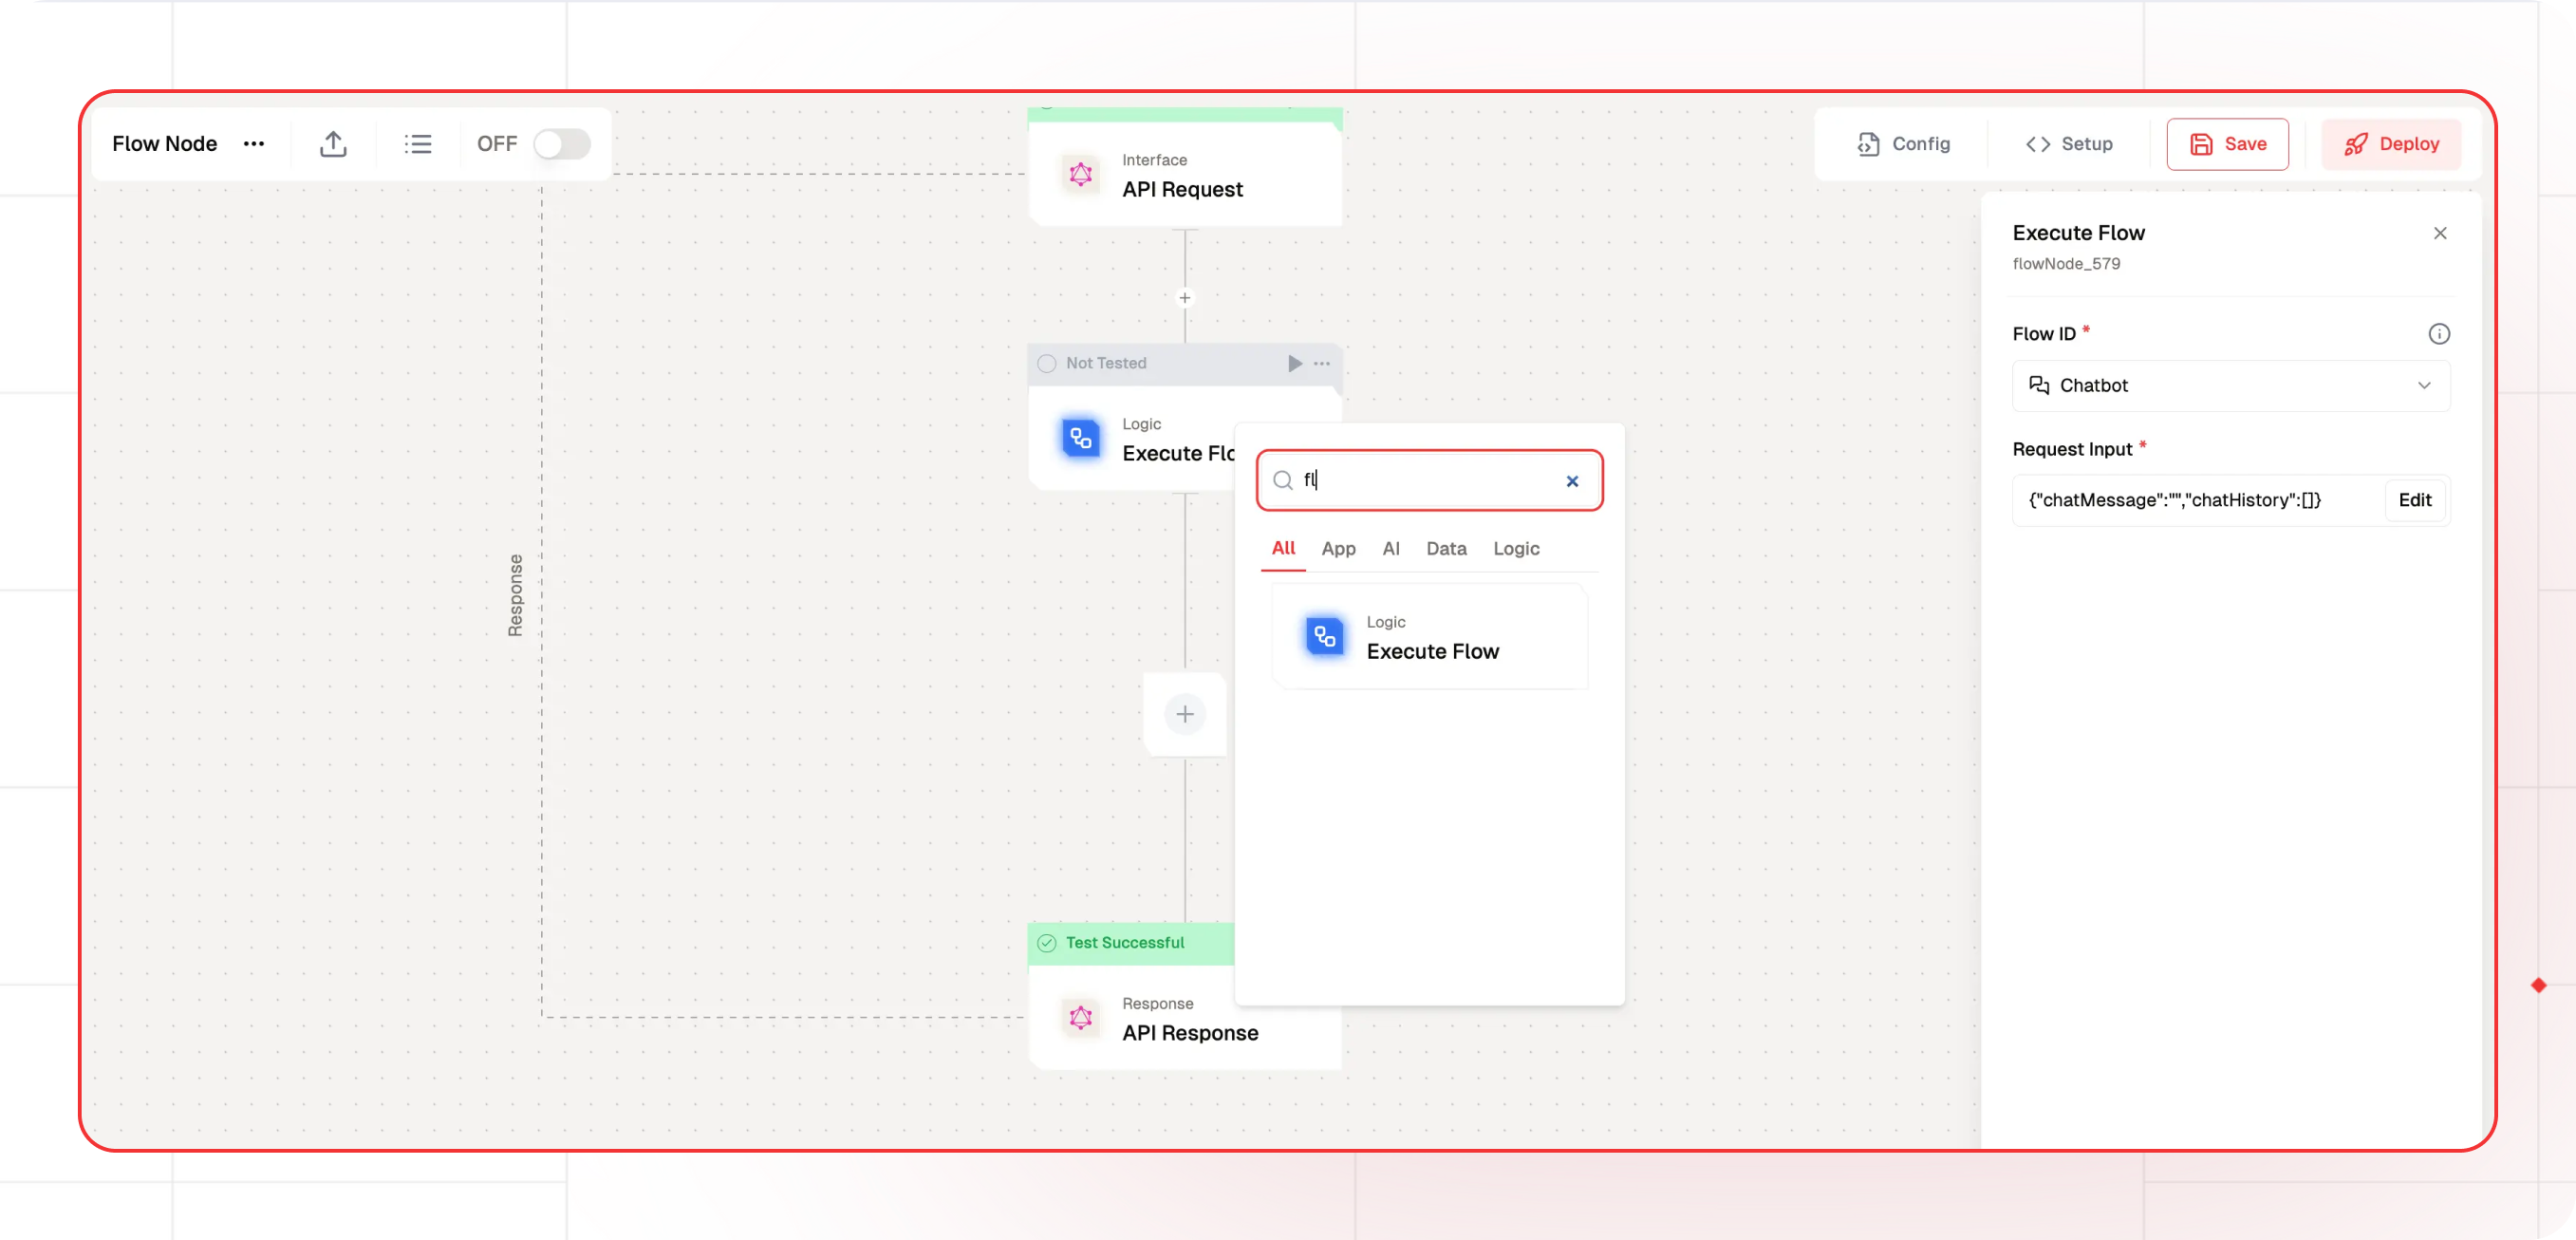 Flow Node
OFF
Config
Setup
Save
Deploy
Interface
API Request
Not Tested
Logic
Execute Flo
fl
All
App
AI
Data
Logic
Logic
Execute Flow
Response
Test Successful
Response
API Response
Execute Flow
flowNode_579
Flow ID *
Chatbot
Request Input *
{"chatMessage":"","chatHistory":[]}
Edit